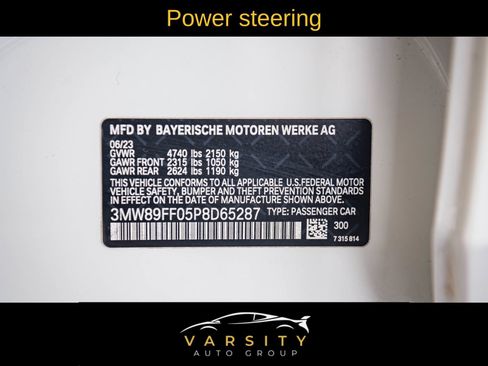 Power steering
MFD BY BAYERISCHE MOTOREN WERKE AG
06/23
GVWR 4740 lbs 2150 kg
GAWR FRONT 2315 lbs 1050 kg
GAWR REAR 2624 lbs 1190 kg
THIS VEHICLE CONFORMS TO ALL APPLICABLE U.S.FEDERAL MOTOR
VEHICLE SAFETY, BUMPER AND THEFT PREVENTION STANDARDS
IN EFFECT ON THE DATE OF MANUFACTURE SHOWN ABOVE.
3MW89FF05P8D65287 TYPE: PASSENGER CAR
300
7 315 814
VARSITY
AUTO GROUP